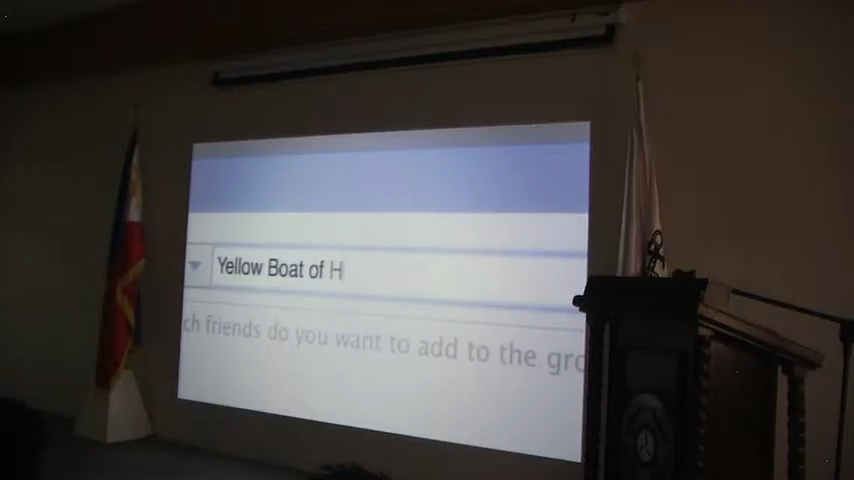 Yellow Boat of H
ch friends do you want to add to the gro